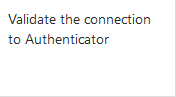 Validate the connection
to Authenticator